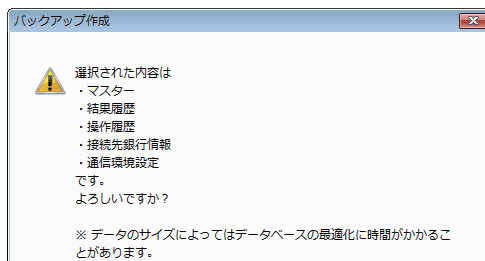 バックアップ作成
選択された内容は
・マスター
・結果履歴
・操作履歴
・接続先銀行情報
・通信環境設定
です。
よろしいですか？
※ データのサイズによってはデータベースの最適化に時間がかかるこ
とがあります。